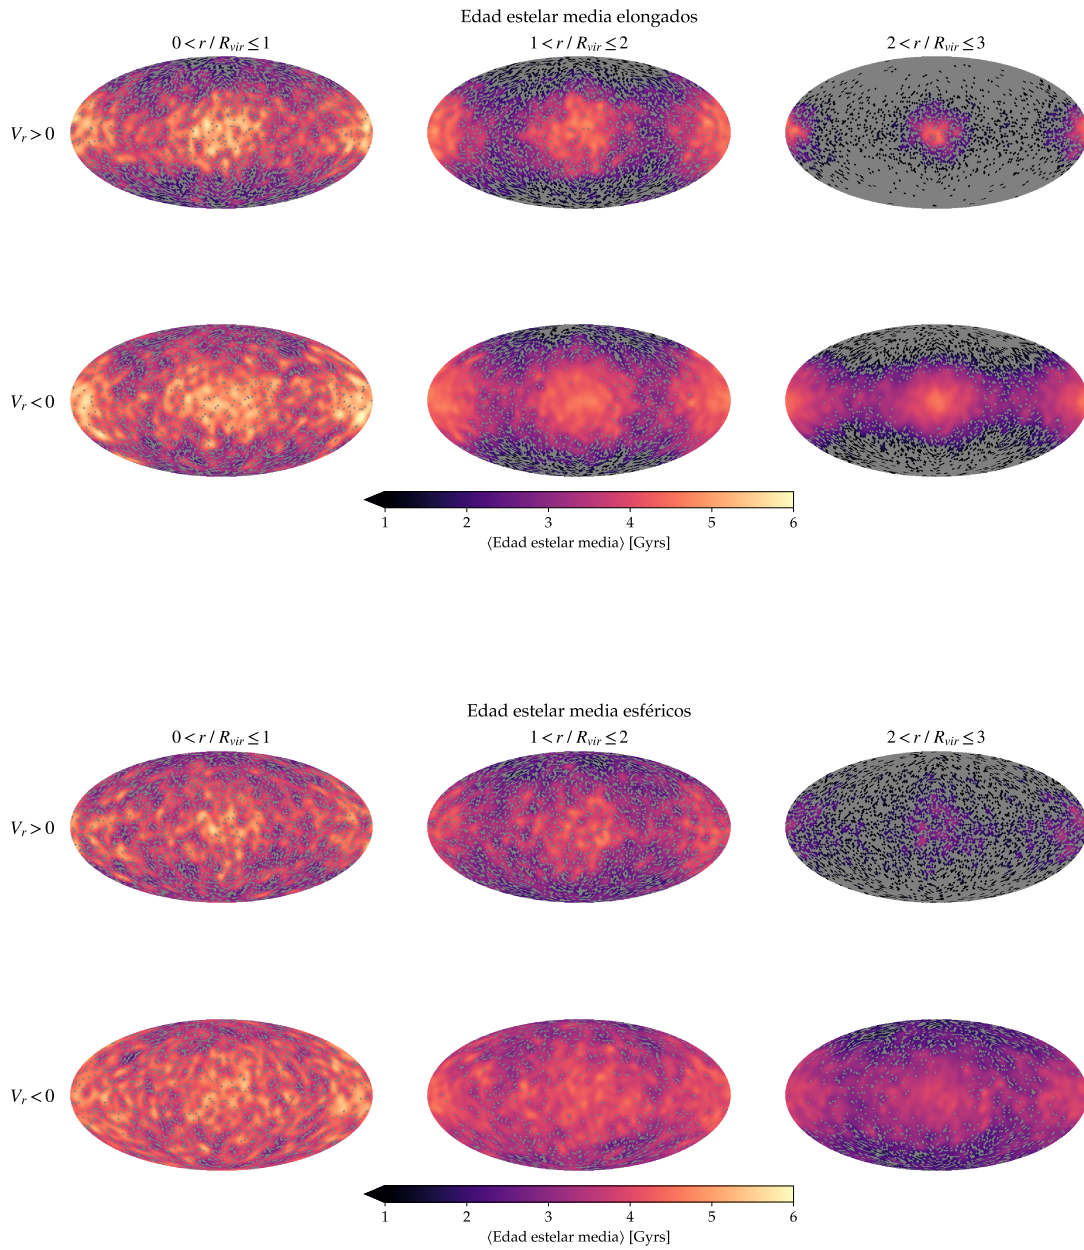 Edad estelar media elongados
0 < r / R_vir ≤ 1
1 < r / R_vir ≤ 2
2 < r / R_vir ≤ 3
V_r > 0
V_r < 0
1 2 3 4 5 6
⟨Edad estelar media⟩ [Gyrs]
Edad estelar media esféricos
0 < r / R_vir ≤ 1
1 < r / R_vir ≤ 2
2 < r / R_vir ≤ 3
V_r > 0
V_r < 0
1 2 3 4 5 6
⟨Edad estelar media⟩ [Gyrs]